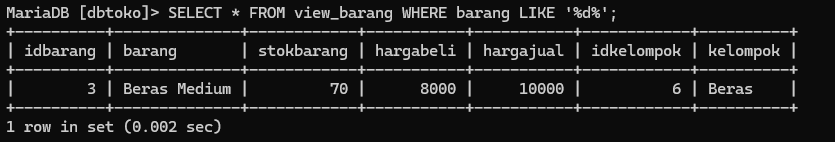 MariaDB [dbtoko]> SELECT * FROM view_barang WHERE barang LIKE '%d%';
+----------+--------------+------------+-----------+-----------+------------+----------+
| idbarang | barang       | stokbarang | hargabeli | hargajual | idkelompok | kelompok |
+----------+--------------+------------+-----------+-----------+------------+----------+
|        3 | Beras Medium |         70 |      8000 |     10000 |          6 | Beras    |
+----------+--------------+------------+-----------+-----------+------------+----------+
1 row in set (0.002 sec)